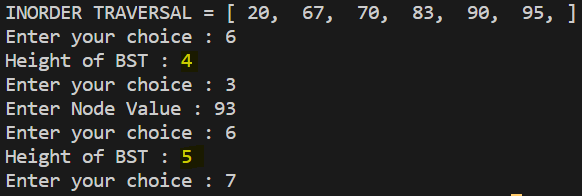 INORDER TRAVERSAL = [ 20,  67,  70,  83,  90,  95, ]
Enter your choice : 6
Height of BST : 4
Enter your choice : 3
Enter Node Value : 93
Enter your choice : 6
Height of BST : 5
Enter your choice : 7